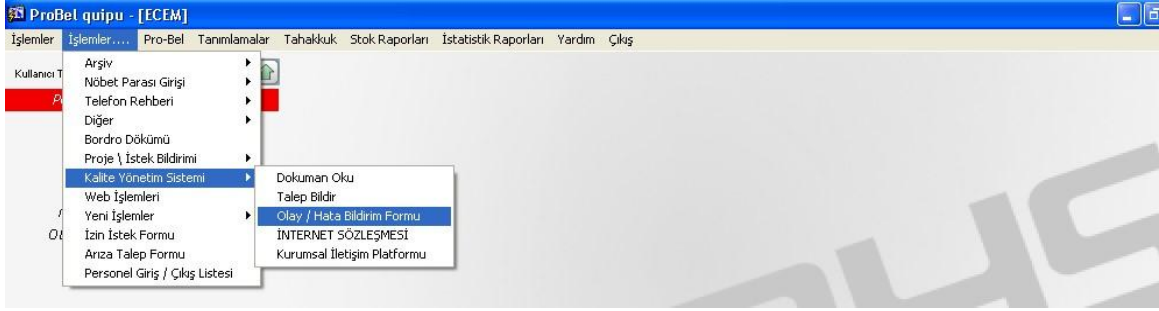 ProBel quipu - [ECEM]
İşlemler İşlemler.... Pro-Bel Tanımlamalar Tahakkuk Stok Raporları İstatistik Raporları Yardım Çıkış
Kullanıcı T
Arşiv
Nöbet Parası Girişi
Telefon Rehberi
Diğer
Bordro Dökümü
Proje \ İstek Bildirimi
Kalite Yönetim Sistemi
Web İşlemleri
Yeni İşlemler
İzin İstek Formu
Arıza Talep Formu
Personel Giriş / Çıkış Listesi
Dokuman Oku
Talep Bildir
Olay / Hata Bildirim Formu
İNTERNET SÖZLEŞMESİ
Kurumsal İletişim Platformu